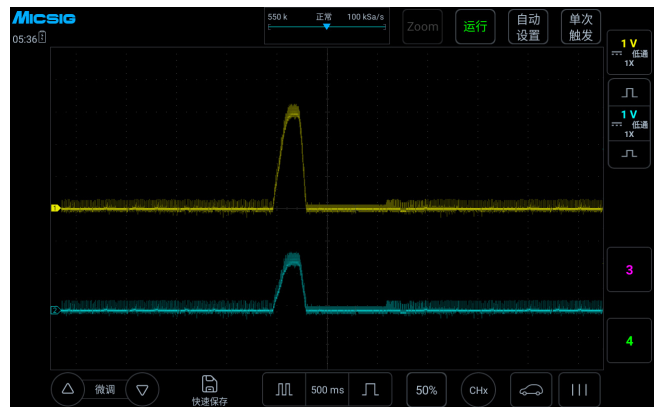 Micsig
05:36
550 k 正常 100 kSa/s
Zoom
运行
自动
设置
单次
触发
1 V
低通
1X
1 V
低通
1X
1
2
3
4
微调
快速保存
500 ms
50%
CHx